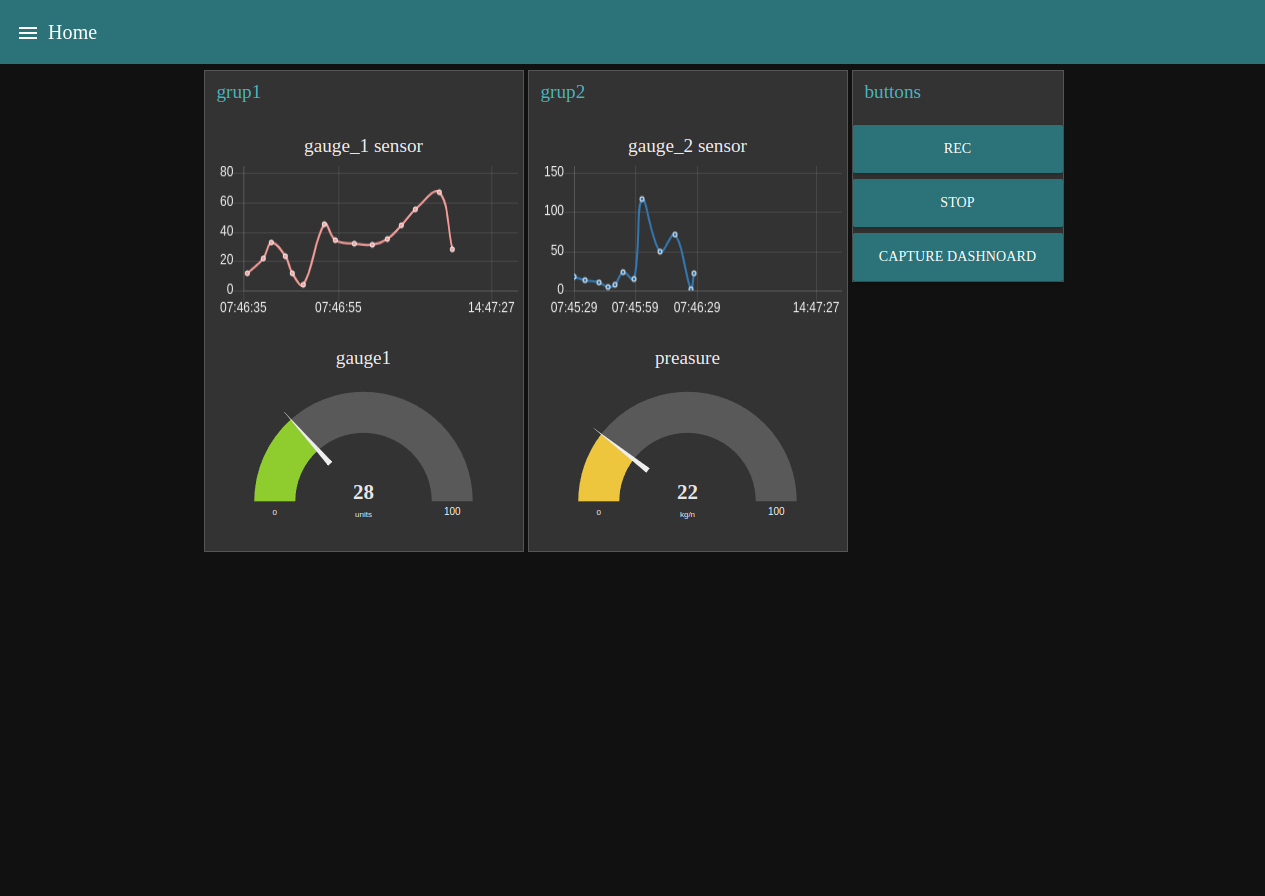 Home
grup1
gauge_1 sensor
80
60
40
20
0
07:46:35 07:46:55 14:47:27
gauge1
28
units
0 100
grup2
gauge_2 sensor
150
100
50
0
07:45:29 07:45:59 07:46:29 14:47:27
preasure
22
kg/n
0 100
buttons
REC
STOP
CAPTURE DASHNOARD